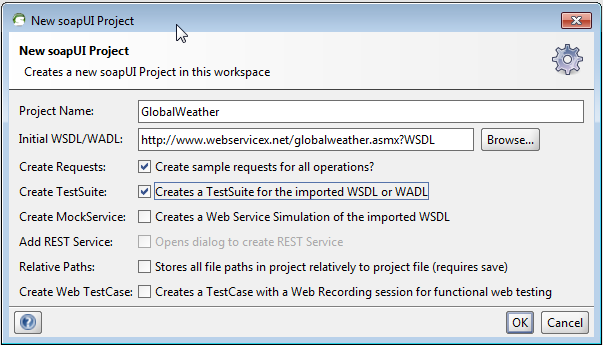 New soapUI Project
New soapUI Project
Creates a new soapUI Project in this workspace
Project Name: GlobalWeather
Initial WSDL/WADL: http://www.webservicex.net/globalweather.asmx?WSDL Browse...
Create Requests: Create sample requests for all operations?
Create TestSuite: Creates a TestSuite for the imported WSDL or WADL
Create MockService: Creates a Web Service Simulation of the imported WSDL
Add REST Service: Opens dialog to create REST Service
Relative Paths: Stores all file paths in project relatively to project file (requires save)
Create Web TestCase: Creates a TestCase with a Web Recording session for functional web testing
? OK Cancel